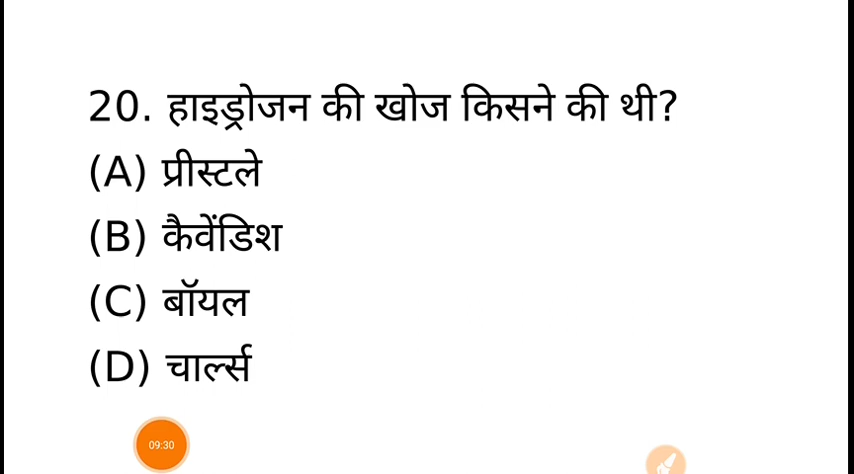 20. हाइड्रोजन की खोज किसने की थी?
(A) प्रीस्टले
(B) कैवेंडिश
(C) बॉयल
(D) चार्ल्स
09:30